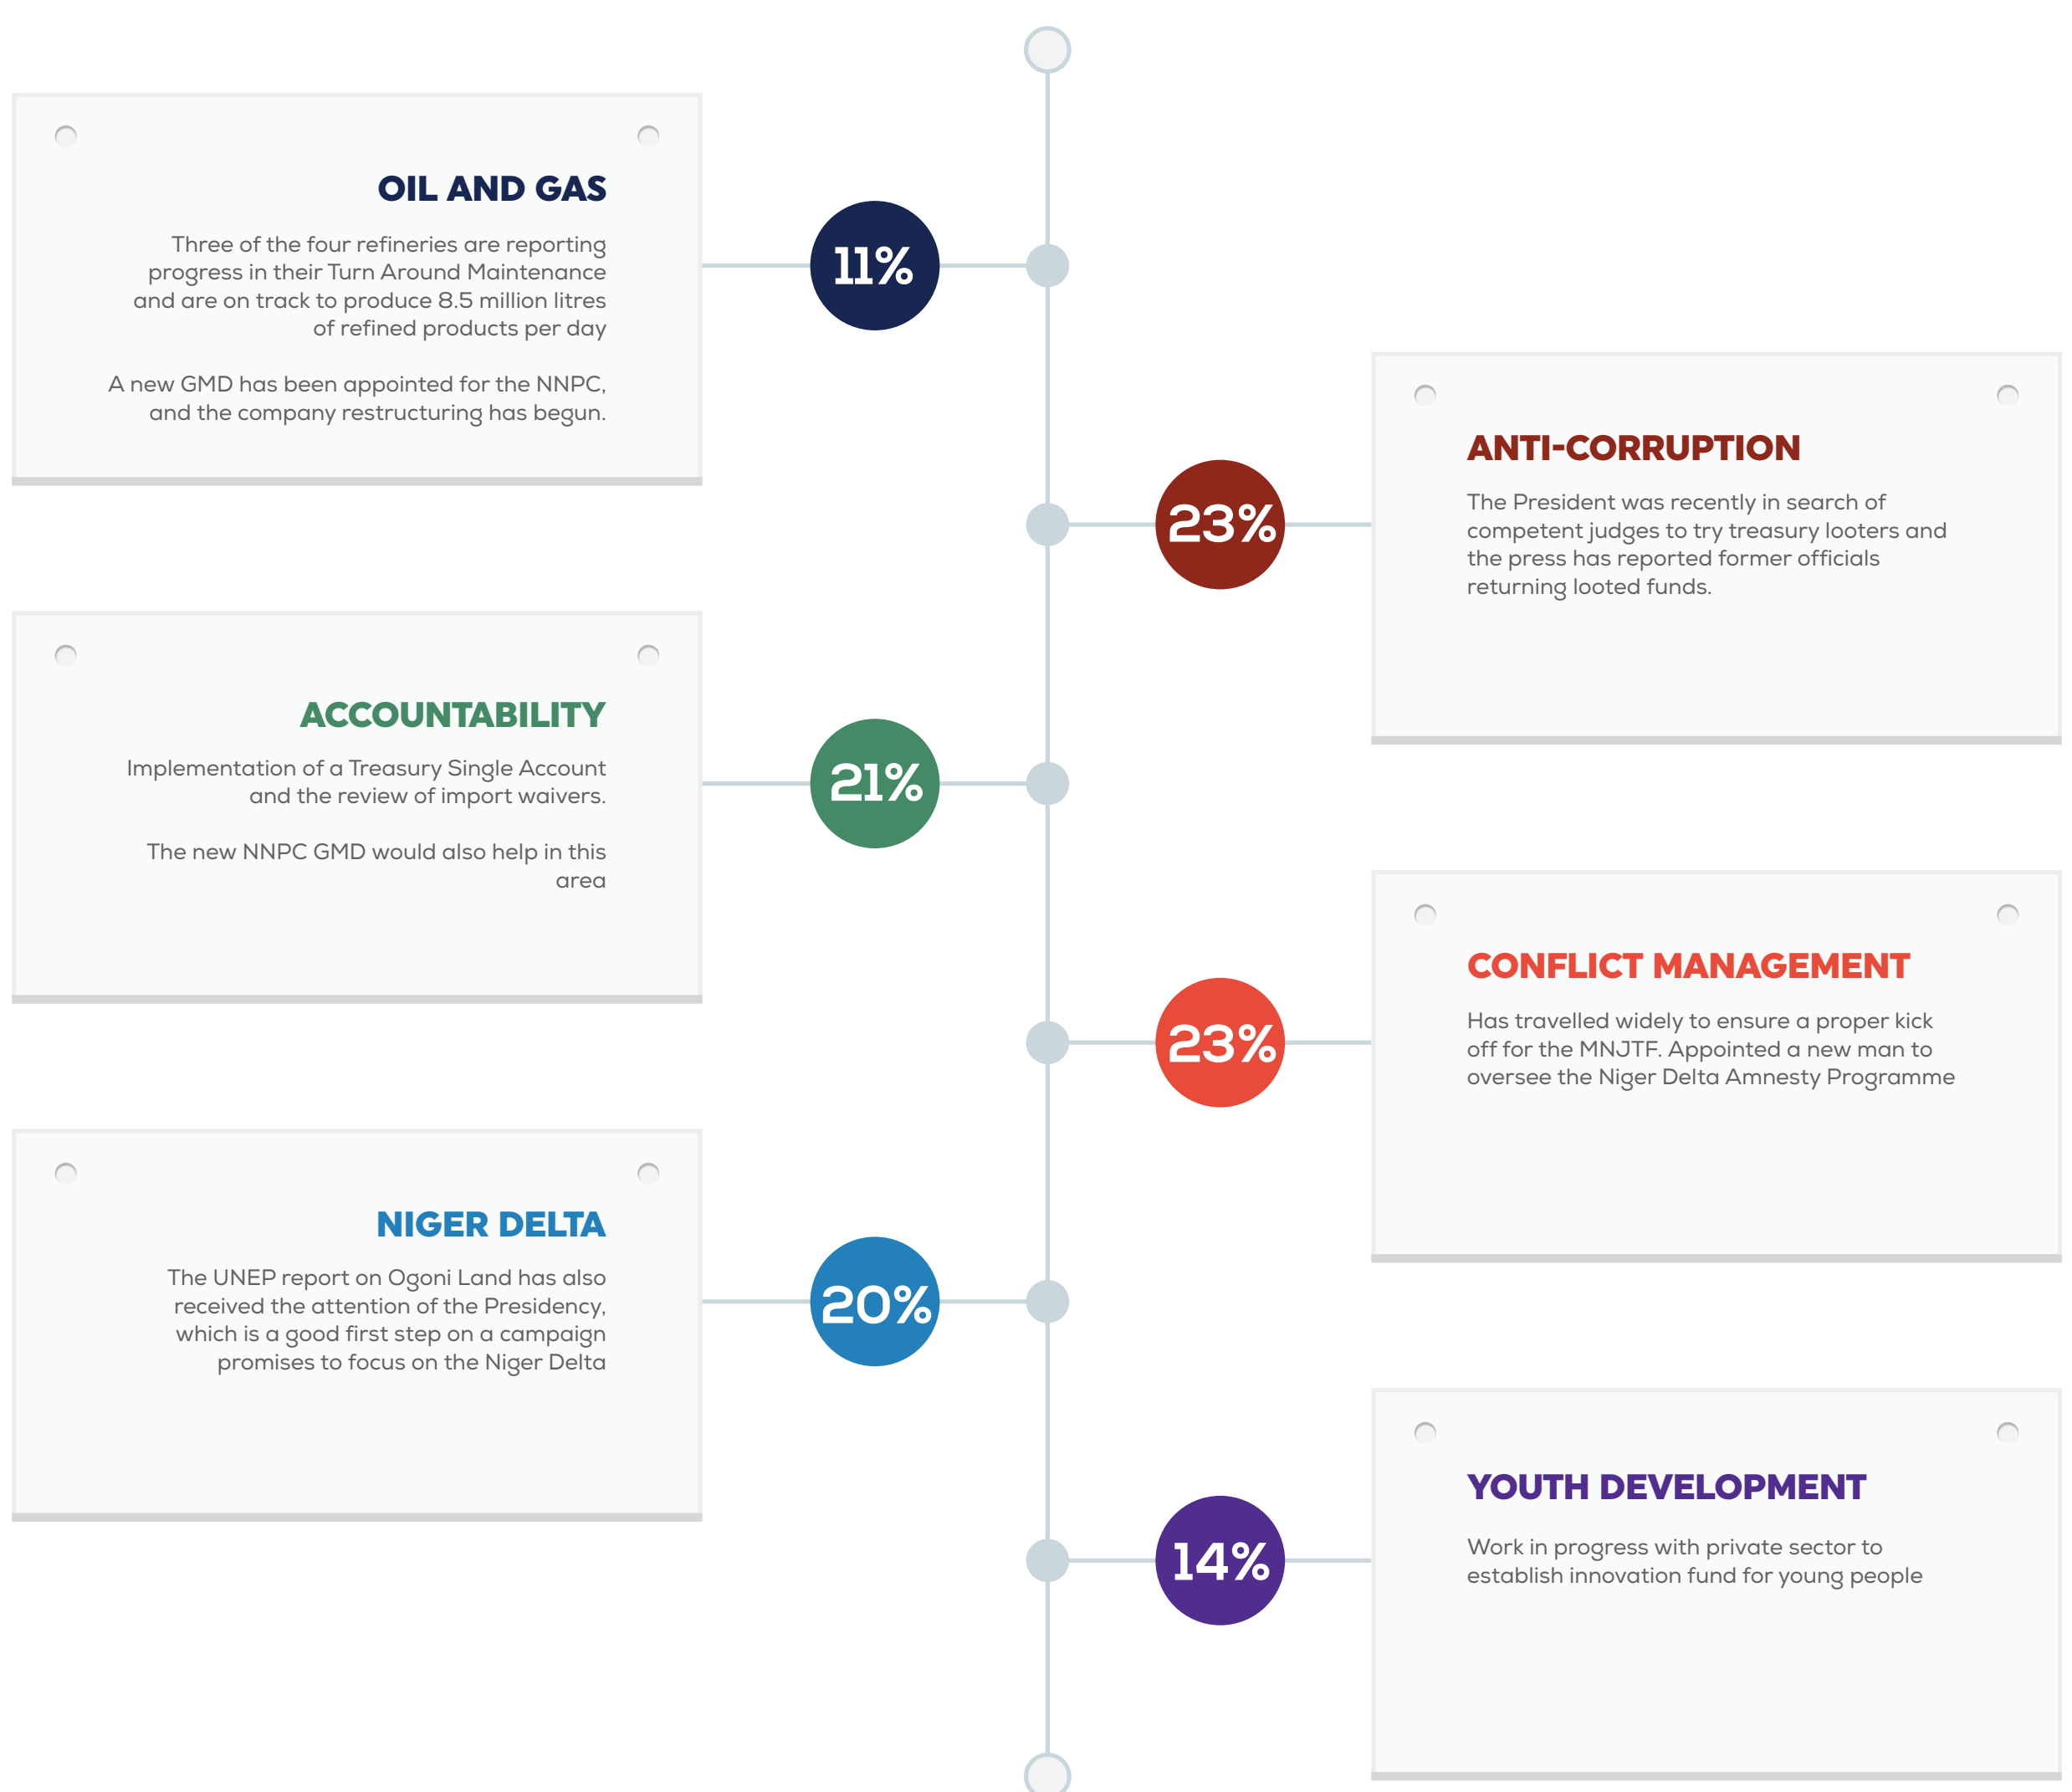 OIL AND GAS
Three of the four refineries are reporting
progress in their Turn Around Maintenance
and are on track to produce 8.5 million litres
of refined products per day
A new GMD has been appointed for the NNPC,
and the company restructuring has begun.
11%
ANTI-CORRUPTION
The President was recently in search of
competent judges to try treasury looters and
the press has reported former officials
returning looted funds.
23%
ACCOUNTABILITY
Implementation of a Treasury Single Account
and the review of import waivers.
The new NNPC GMD would also help in this
area
21%
CONFLICT MANAGEMENT
Has travelled widely to ensure a proper kick
off for the MNJTF. Appointed a new man to
oversee the Niger Delta Amnesty Programme
23%
NIGER DELTA
The UNEP report on Ogoni Land has also
received the attention of the Presidency,
which is a good first step on a campaign
promises to focus on the Niger Delta
20%
YOUTH DEVELOPMENT
Work in progress with private sector to
establish innovation fund for young people
14%